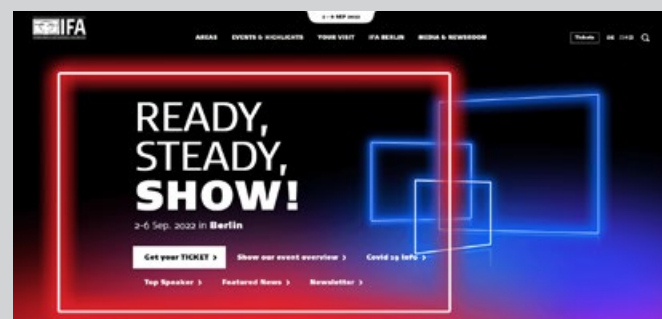 2 – 6 SEP 2022
IFA
AREAS EVENTS & HIGHLIGHTS YOUR VISIT IFA BERLIN MEDIA & NEWSROOM
Tickets DE
READY,
STEADY,
SHOW!
2-6 Sep. 2022 in Berlin
Get your TICKET > Show our event overview > Covid 19 Info >
Top Speaker > Featured News > Newsletter >